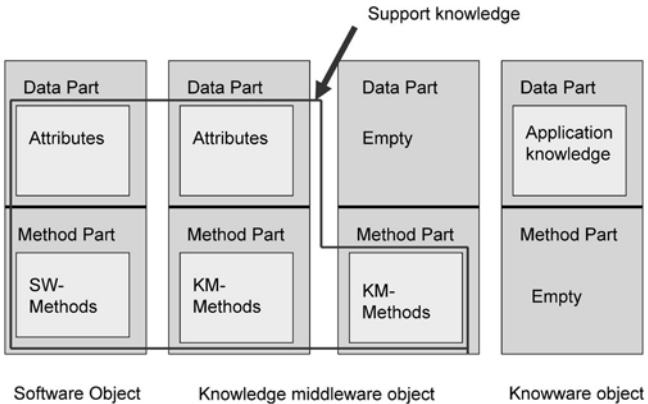 Support knowledge
Data Part
Attributes
Method Part
SW-
Methods
Data Part
Attributes
Method Part
KM-
Methods
Data Part
Empty
Method Part
KM-
Methods
Data Part
Application
knowledge
Method Part
Empty
Software Object
Knowledge middleware object
Knowware object